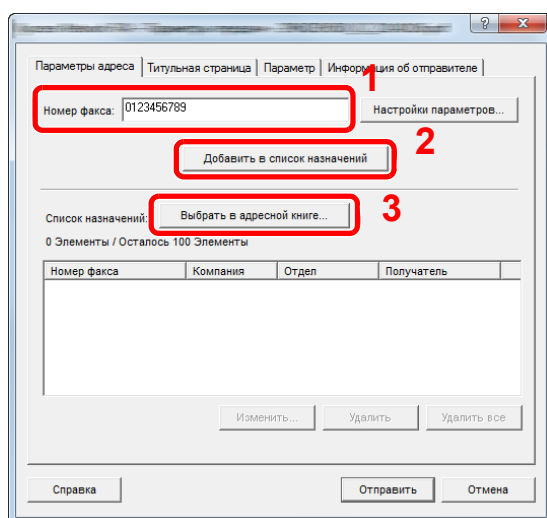 Параметры адреса Титульная страница Параметр Информация об отправителе
1
Номер факса: 0123456789 Настройки параметров...
2
Добавить в список назначений
Список назначений: Выбрать в адресной книге... 3
0 Элементы / Осталось 100 Элементы
Номер факса Компания Отдел Получатель
Изменить... Удалить Удалить все
Справка Отправить Отмена